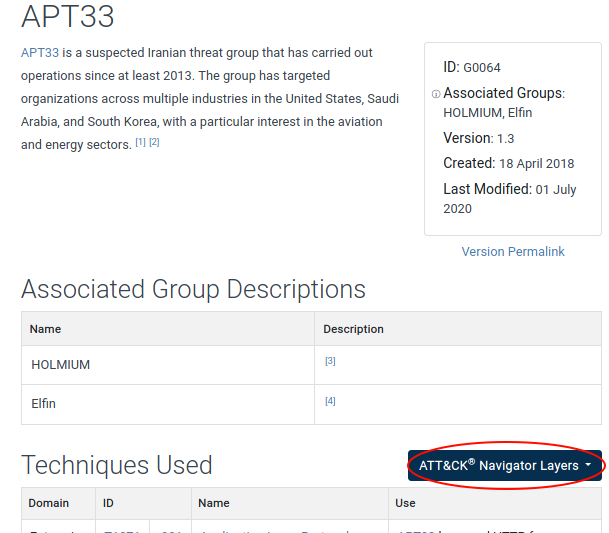 APT33
APT33 is a suspected Iranian threat group that has carried out
operations since at least 2013. The group has targeted
organizations across multiple industries in the United States, Saudi
Arabia, and South Korea, with a particular interest in the aviation
and energy sectors. [1] [2]
ID: G0064
ⓘ Associated Groups:
HOLMIUM, Elfin
Version: 1.3
Created: 18 April 2018
Last Modified: 01 July
2020
Version Permalink
Associated Group Descriptions
Name Description
HOLMIUM [3]
Elfin [4]
Techniques Used
ATT&CK® Navigator Layers
Domain ID Name Use